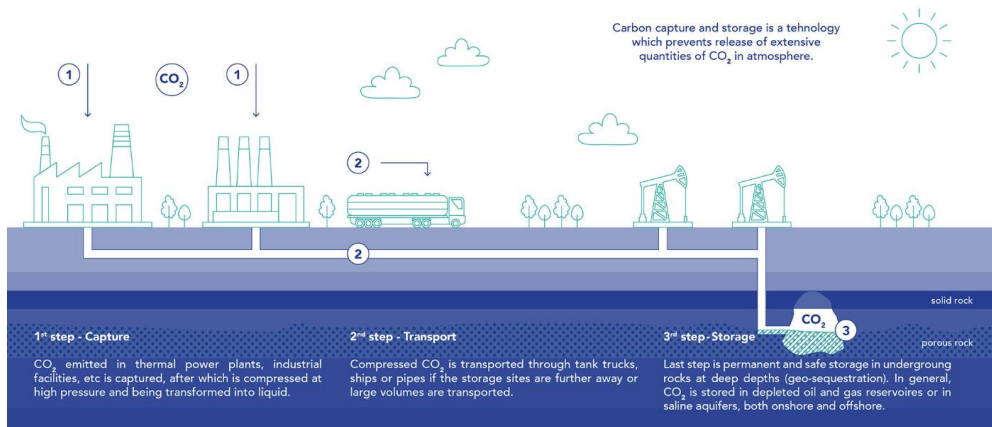 Carbon capture and storage is a tehnology
which prevents release of extensive
quantities of CO₂ in atmosphere.
1
CO₂
1
2
2
solid rock
CO₂
3
porous rock
1st step - Capture
CO₂ emitted in thermal power plants, industrial
facilities, etc is captured, after which is compressed at
high pressure and being transformed into liquid.
2nd step - Transport
Compressed CO₂ is transported through tank trucks,
ships or pipes if the storage sites are further away or
large volumes are transported.
3rd step - Storage
Last step is permanent and safe storage in undergroung
rocks at deep depths (geo-sequestration). In general,
CO₂ is stored in depleted oil and gas reservoires or in
saline aquifers, both onshore and offshore.